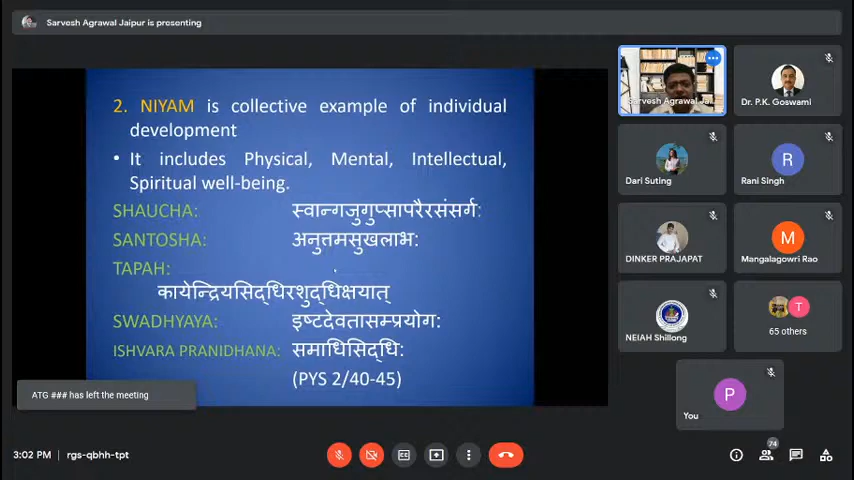 Sarvesh Agrawal Jaipur is presenting
2. NIYAM is collective example of individual
development
• It includes Physical, Mental, Intellectual,
Spiritual well-being.
SHAUCHA: स्वान्गजुगुप्सापरैरसंसर्ग:
SANTOSHA: अनुत्तमसुखलाभ:
TAPAH:
कायेन्द्रियसिद्धिरशुद्धिक्षयात्
SWADHYAYA: इष्टदेवतासम्प्रयोग:
ISHVARA PRANIDHANA: समाधिसिद्धि:
(PYS 2/40-45)
Sarvesh Agrawal Jai...
Dr. P.K. Goswami
Dari Suting
R
Rani Singh
DINKER PRAJAPAT
M
Mangalagowri Rao
NEIAH Shillong
T
65 others
P
You
ATG ### has left the meeting
3:02 PM | rgs-qbhh-tpt
74